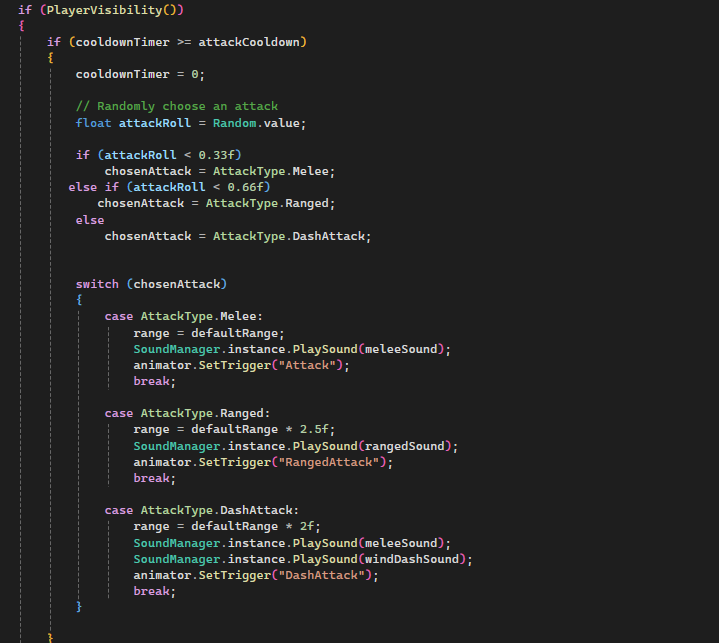 if (PlayerVisibility())
{
if (cooldownTimer >= attackCooldown)
{
cooldownTimer = 0;
// Randomly choose an attack
float attackRoll = Random.value;
if (attackRoll < 0.33f)
chosenAttack = AttackType.Melee;
else if (attackRoll < 0.66f)
chosenAttack = AttackType.Ranged;
else
chosenAttack = AttackType.DashAttack;
switch (chosenAttack)
{
case AttackType.Melee:
range = defaultRange;
SoundManager.instance.PlaySound(meleeSound);
animator.SetTrigger("Attack");
break;
case AttackType.Ranged:
range = defaultRange * 2.5f;
SoundManager.instance.PlaySound(rangedSound);
animator.SetTrigger("RangedAttack");
break;
case AttackType.DashAttack:
range = defaultRange * 2f;
SoundManager.instance.PlaySound(meleeSound);
SoundManager.instance.PlaySound(windDashSound);
animator.SetTrigger("DashAttack");
break;
}
}